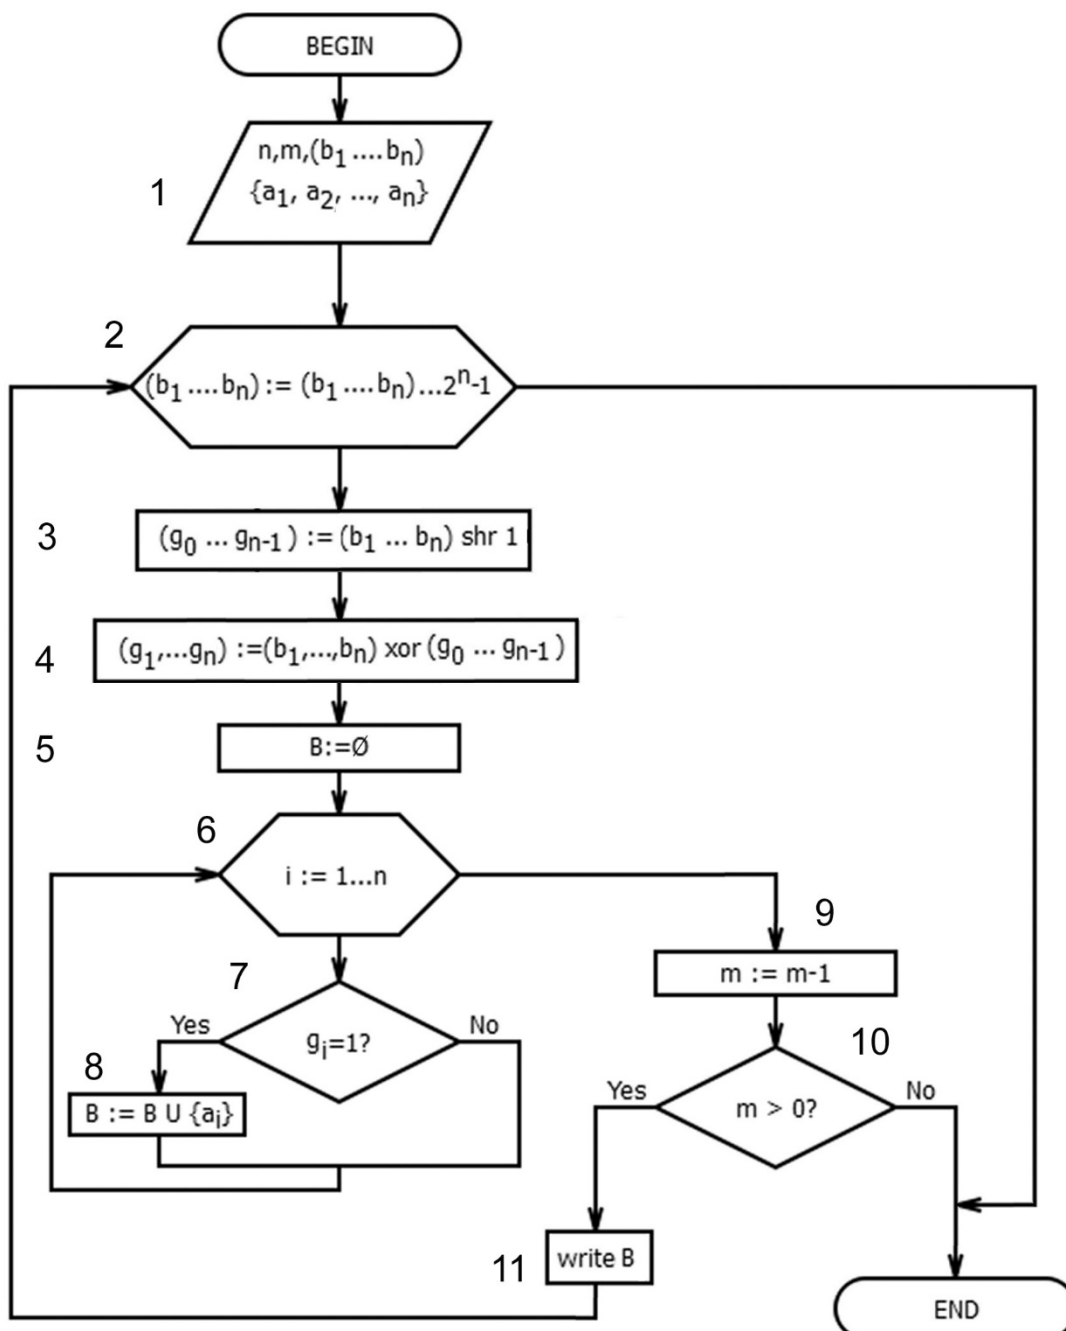 BEGIN
1
n,m,(b₁....bₙ)
{a₁, a₂, ..., aₙ}
2
(b₁....bₙ) := (b₁....bₙ)...2ⁿ-1
3
(g₀ ... gₙ₋₁) := (b₁ ... bₙ) shr 1
4
(g₁,...gₙ) :=(b₁,...,bₙ) xor (g₀ ... gₙ₋₁)
5
B:=Ø
6
i := 1...n
7
Yes
gᵢ=1?
No
8
B := B U {aᵢ}
9
m := m-1
10
Yes
m > 0?
No
11
write B
END